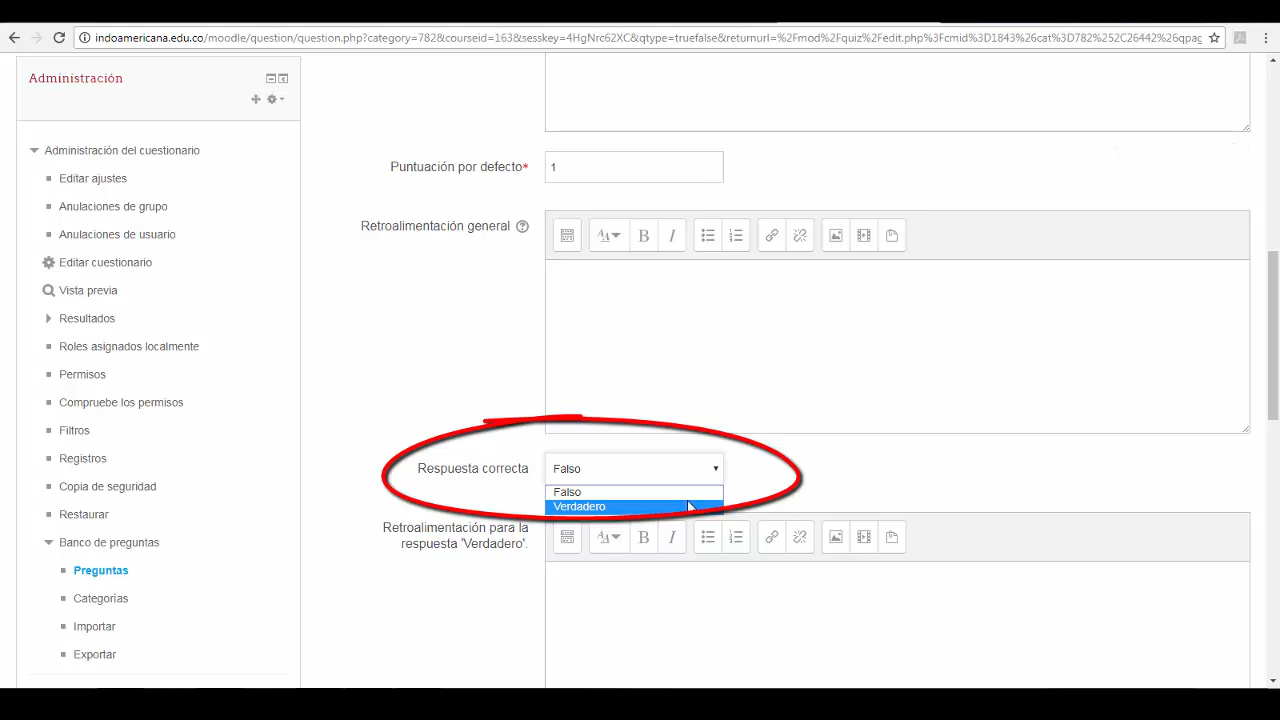 indoamericana.edu.co/moodle/question/question.php?category=782&courseid=163&sesskey=4HgNrc62XC&qtype=truefalse&returnurl=%2Fmod%2Fquiz%2Fedit.php%3Fcmid%3D1843%26cat%3D782%252C26442%26qpag
Administración
Administración del cuestionario
Editar ajustes
Anulaciones de grupo
Anulaciones de usuario
Editar cuestionario
Vista previa
Resultados
Roles asignados localmente
Permisos
Compruebe los permisos
Filtros
Registros
Copia de seguridad
Restaurar
Banco de preguntas
Preguntas
Categorías
Importar
Exportar
Puntuación por defecto*
1
Retroalimentación general
Respuesta correcta
Falso
Falso
Verdadero
Retroalimentación para la
respuesta 'Verdadero'.